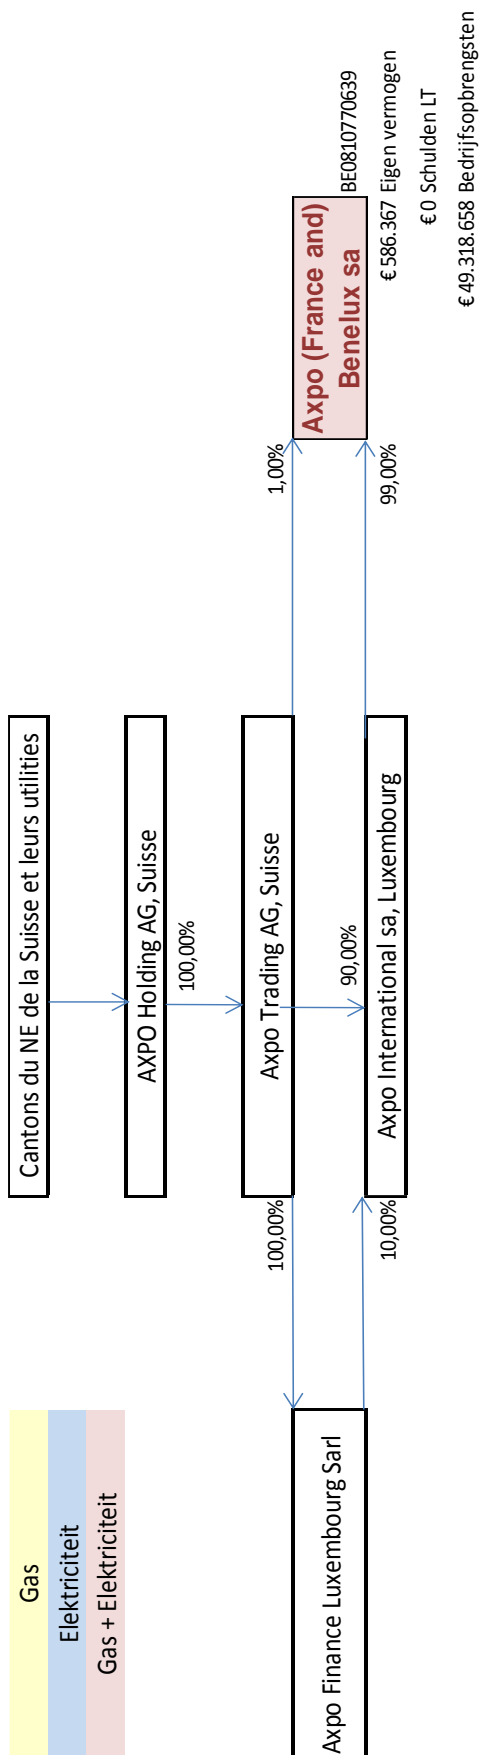 Gas
Elektriciteit
Gas + Elektriciteit
Cantons du NE de la Suisse et leurs utilities
AXPO Holding AG, Suisse
100,00%
Axpo Trading AG, Suisse
100,00%
1,00%
90,00%
Axpo Finance Luxembourg Sarl
Axpo International sa, Luxembourg
10,00%
99,00%
Axpo (France and)
Benelux sa
BE0810770639
€ 586.367 Eigen vermogen
€ 0 Schulden LT
€ 49.318.658 Bedrijfsopbrengsten